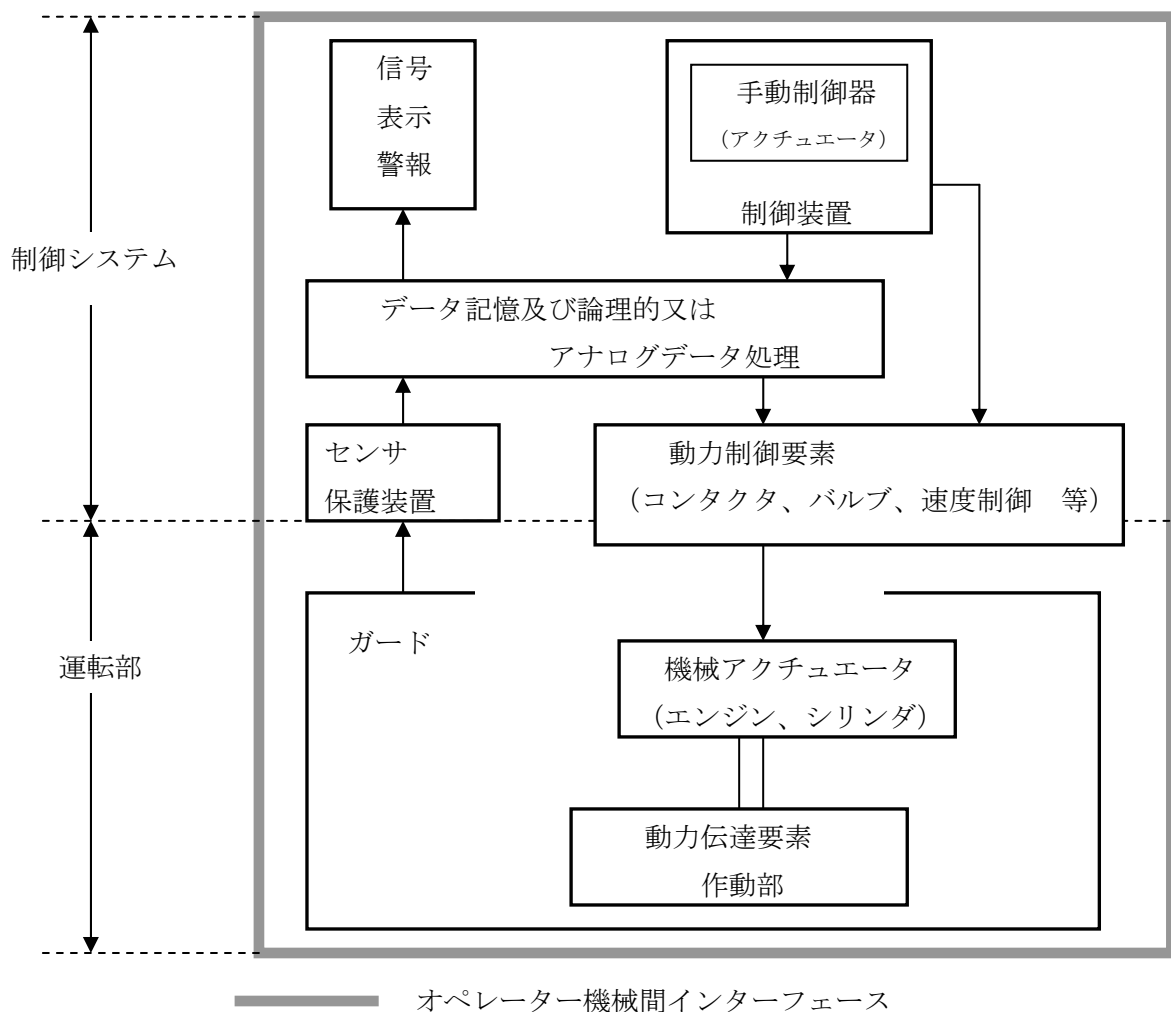 信号
表示
警報
手動制御器
（アクチュエータ）
制御装置
制御システム
データ記憶及び論理的又は
アナログデータ処理
センサ
保護装置
動力制御要素
（コンタクタ、バルブ、速度制御　等）
ガード
運転部
機械アクチュエータ
（エンジン、シリンダ）
動力伝達要素
作動部
オペレーター機械間インターフェース